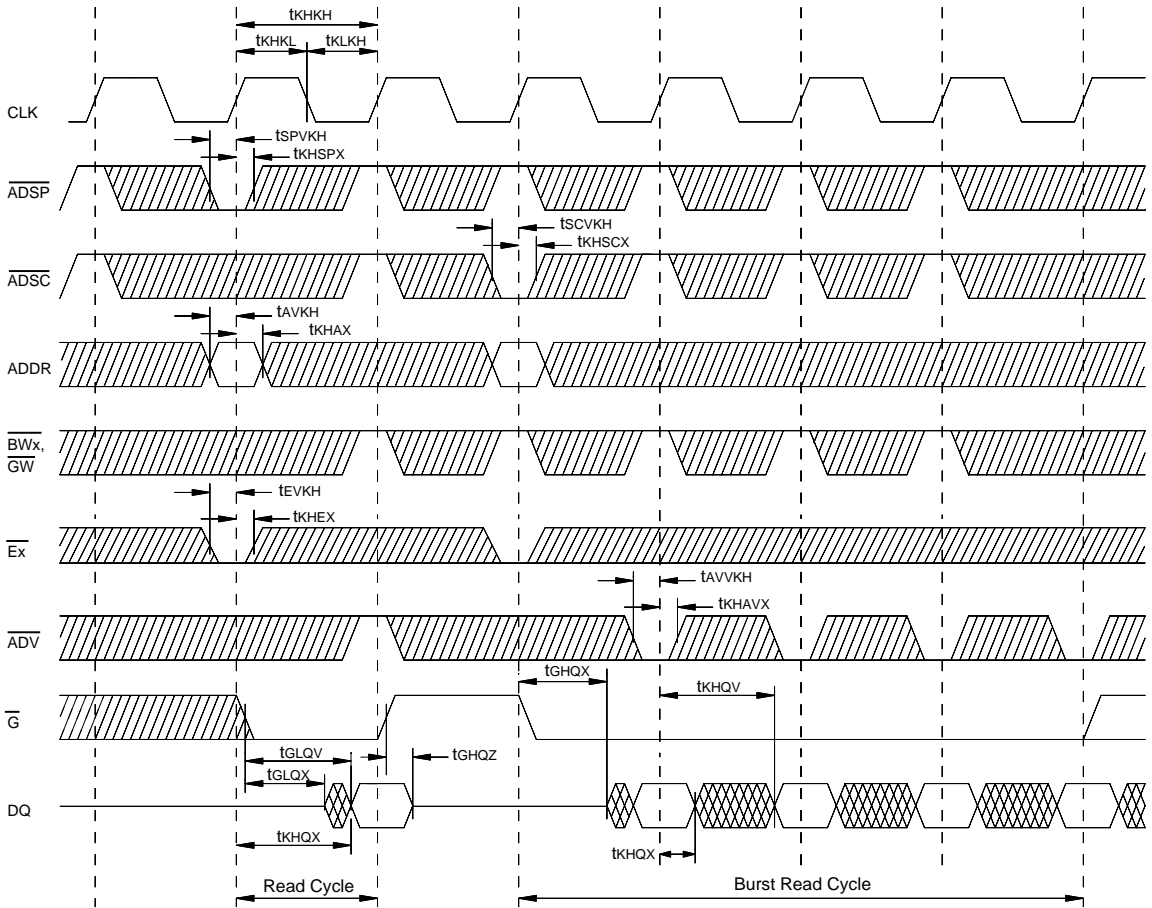 tKHKH
tKHKL
tKLKH
CLK
tSPVKH
tKHSPX
ADSP
tSCVKH
tKHSCX
ADSC
tAVKH
tKHAX
ADDR
BWx,
GW
tEVKH
tKHEX
Ex
tAVVKH
tKHAVX
ADV
tGHQX
tKHQV
G
tGLQV
tGHQZ
tGLQX
DQ
tKHQX
tKHQX
Read Cycle
Burst Read Cycle